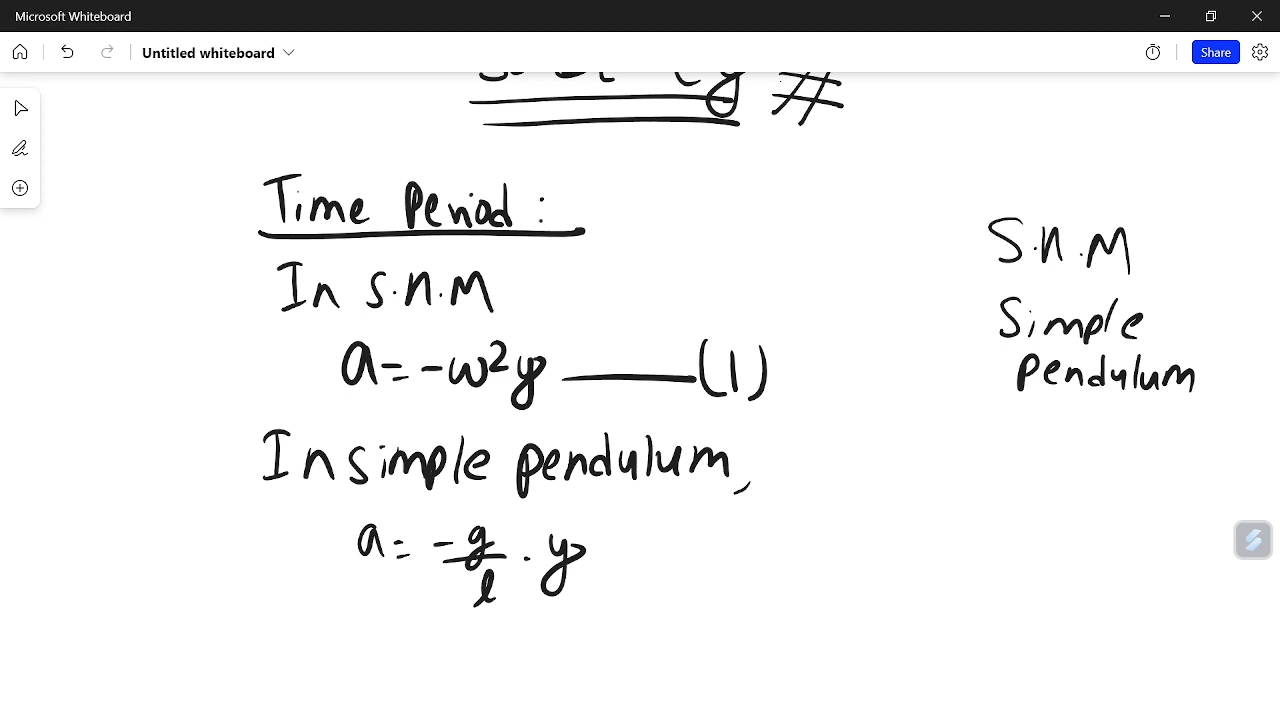 Microsoft Whiteboard
Untitled whiteboard
Share
#
Time Period:
In S.H.M
a = -ω²y ——— (1)
In simple pendulum,
a = -g/l . y
S.H.M
Simple
Pendulum